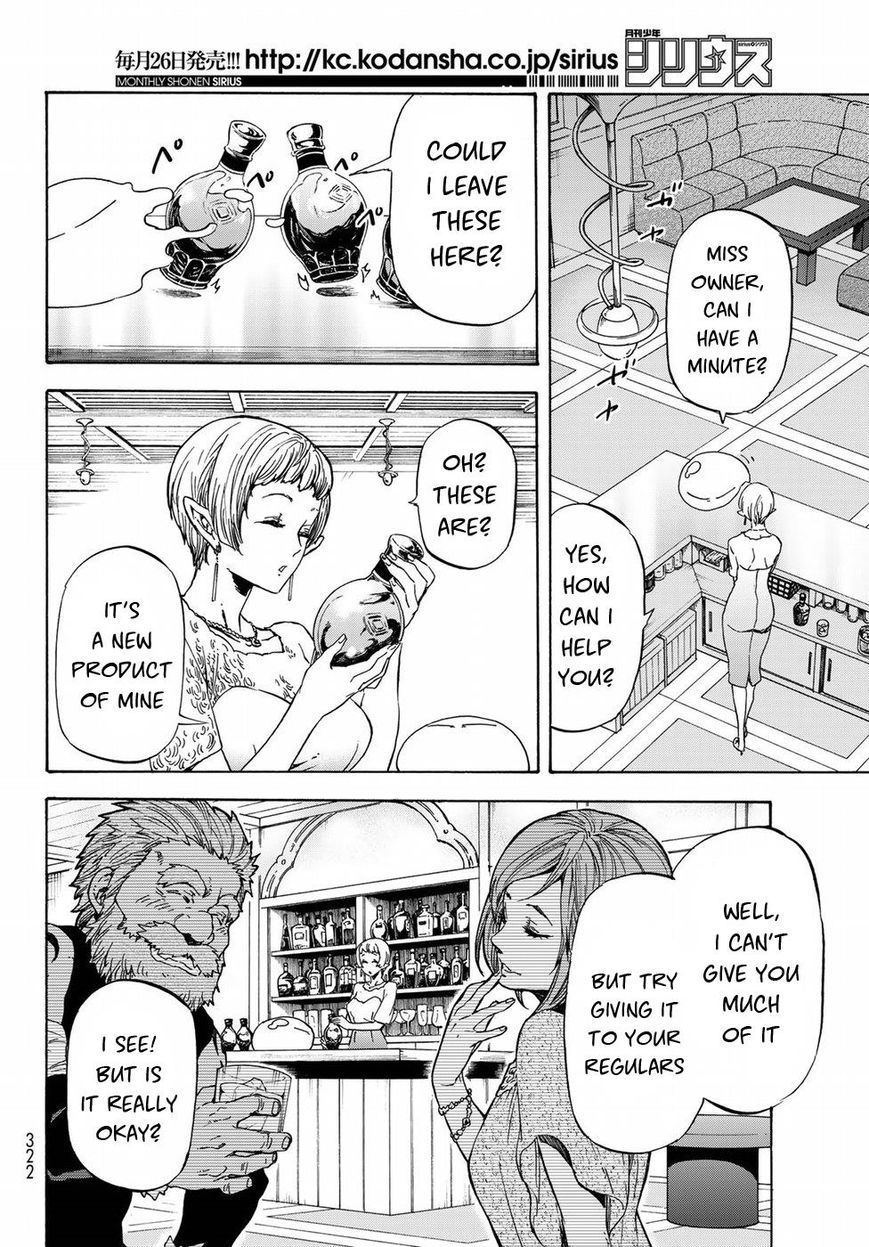 毎月26日発売!!! http://kc.kodansha.co.jp/sirius
MONTHLY SHONEN SIRIUS
月刊少年
シリウス
MISS
OWNER,
CAN I
HAVE A
MINUTE?
YES,
HOW
CAN I
HELP
YOU?
COULD
I LEAVE
THESE
HERE?
OH?
THESE
ARE?
IT'S
A NEW
PRODUCT
OF MINE
WELL,
I CAN'T
GIVE YOU
MUCH
OF IT
BUT TRY
GIVING IT
TO YOUR
REGULARS
I SEE!
BUT IS
IT REALLY
OKAY?
322